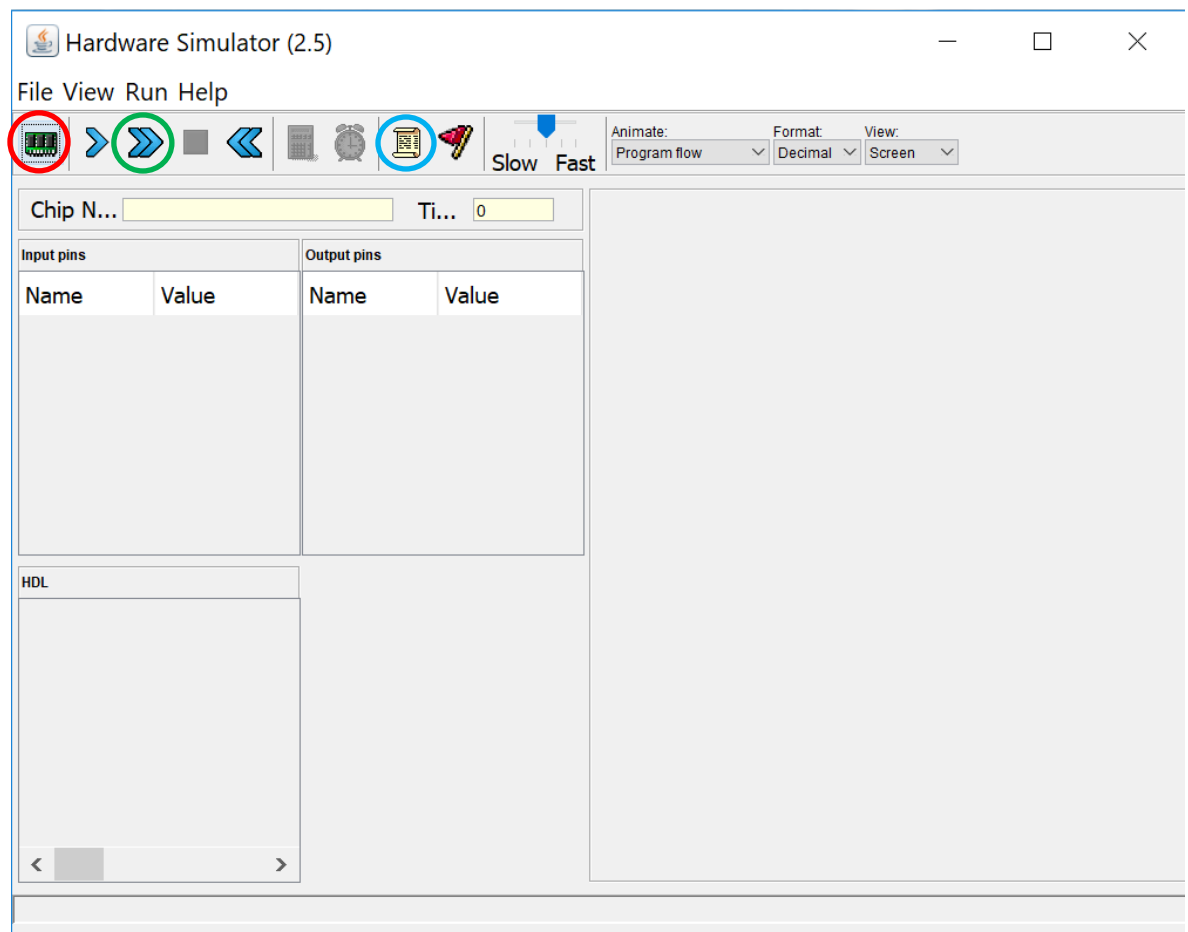 Hardware Simulator (2.5)
File View Run Help
Slow Fast
Animate: Format: View:
Program flow Decimal Screen
Chip N... Ti... 0
Input pins Output pins
Name Value Name Value
HDL